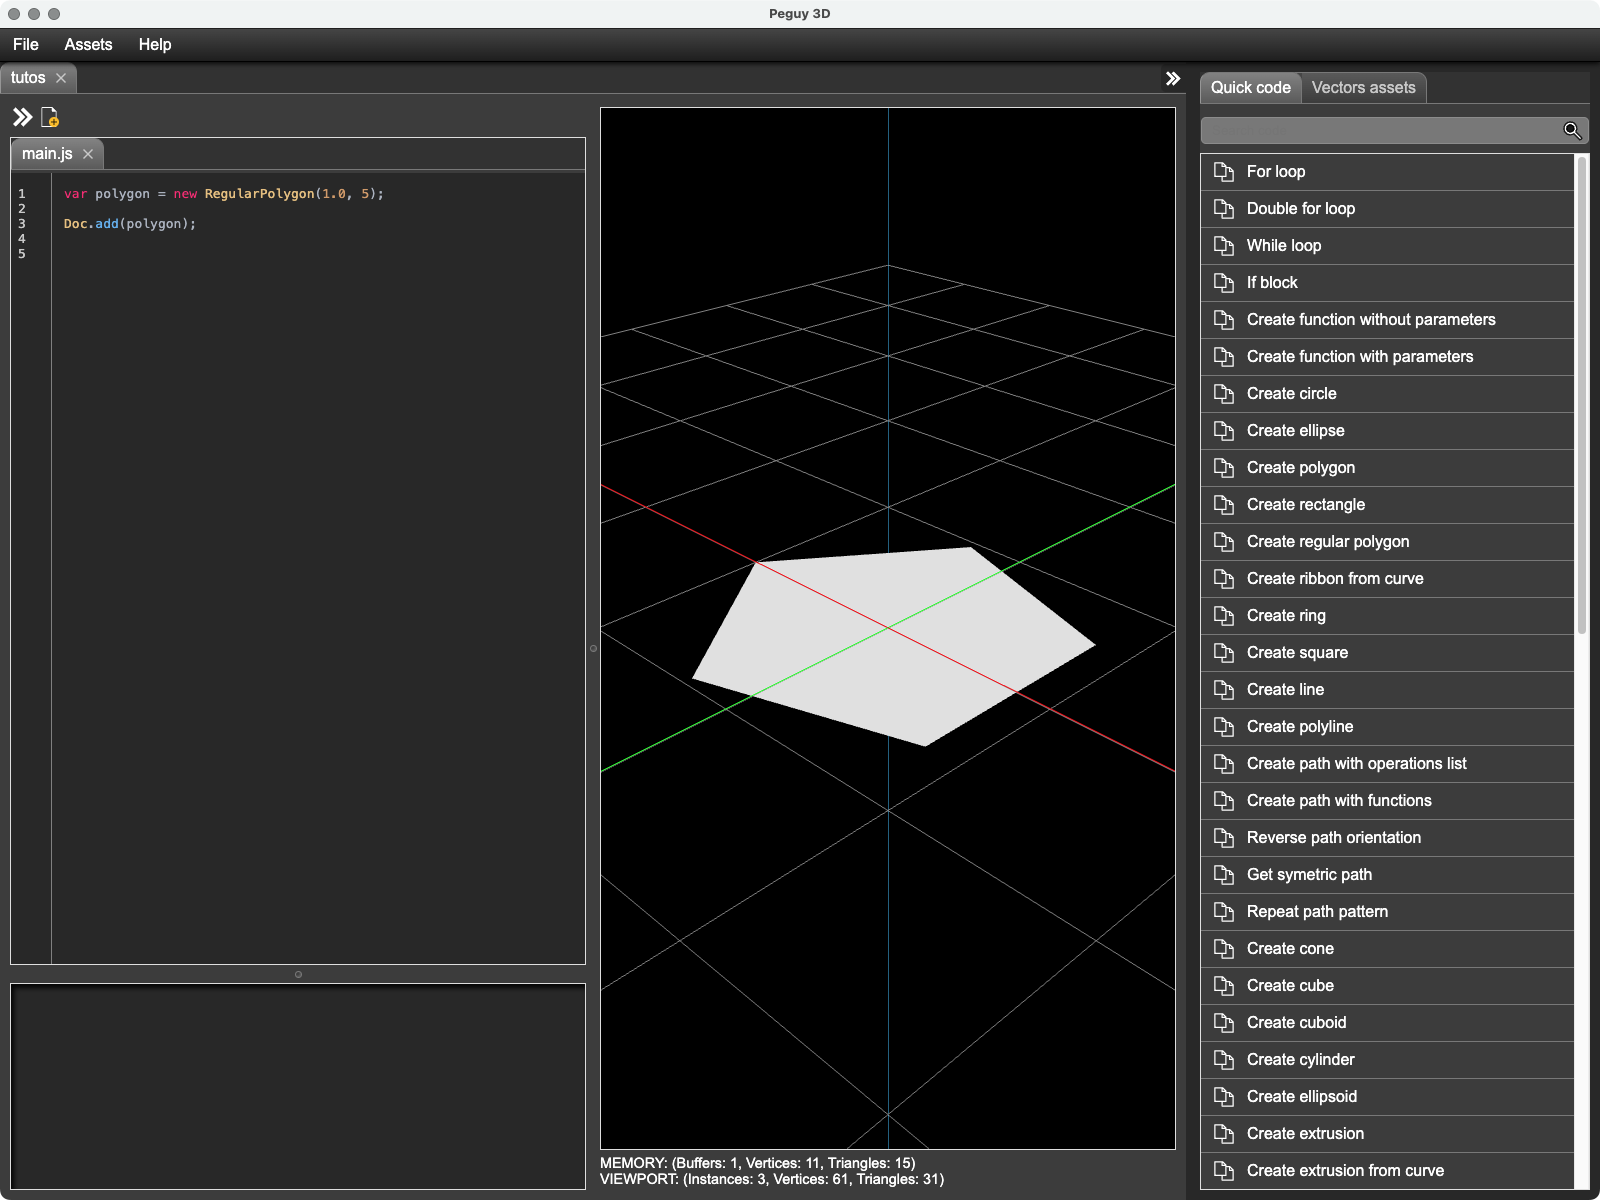 Peguy 3D
File Assets Help
tutos
main.js
1 var polygon = new RegularPolygon(1.0, 5);
2
3 Doc.add(polygon);
4
5
MEMORY: (Buffers: 1, Vertices: 11, Triangles: 15)
VIEWPORT: (Instances: 3, Vertices: 61, Triangles: 31)
Quick code Vectors assets
For loop
Double for loop
While loop
If block
Create function without parameters
Create function with parameters
Create circle
Create ellipse
Create polygon
Create rectangle
Create regular polygon
Create ribbon from curve
Create ring
Create square
Create line
Create polyline
Create path with operations list
Create path with functions
Reverse path orientation
Get symetric path
Repeat path pattern
Create cone
Create cube
Create cuboid
Create cylinder
Create ellipsoid
Create extrusion
Create extrusion from curve